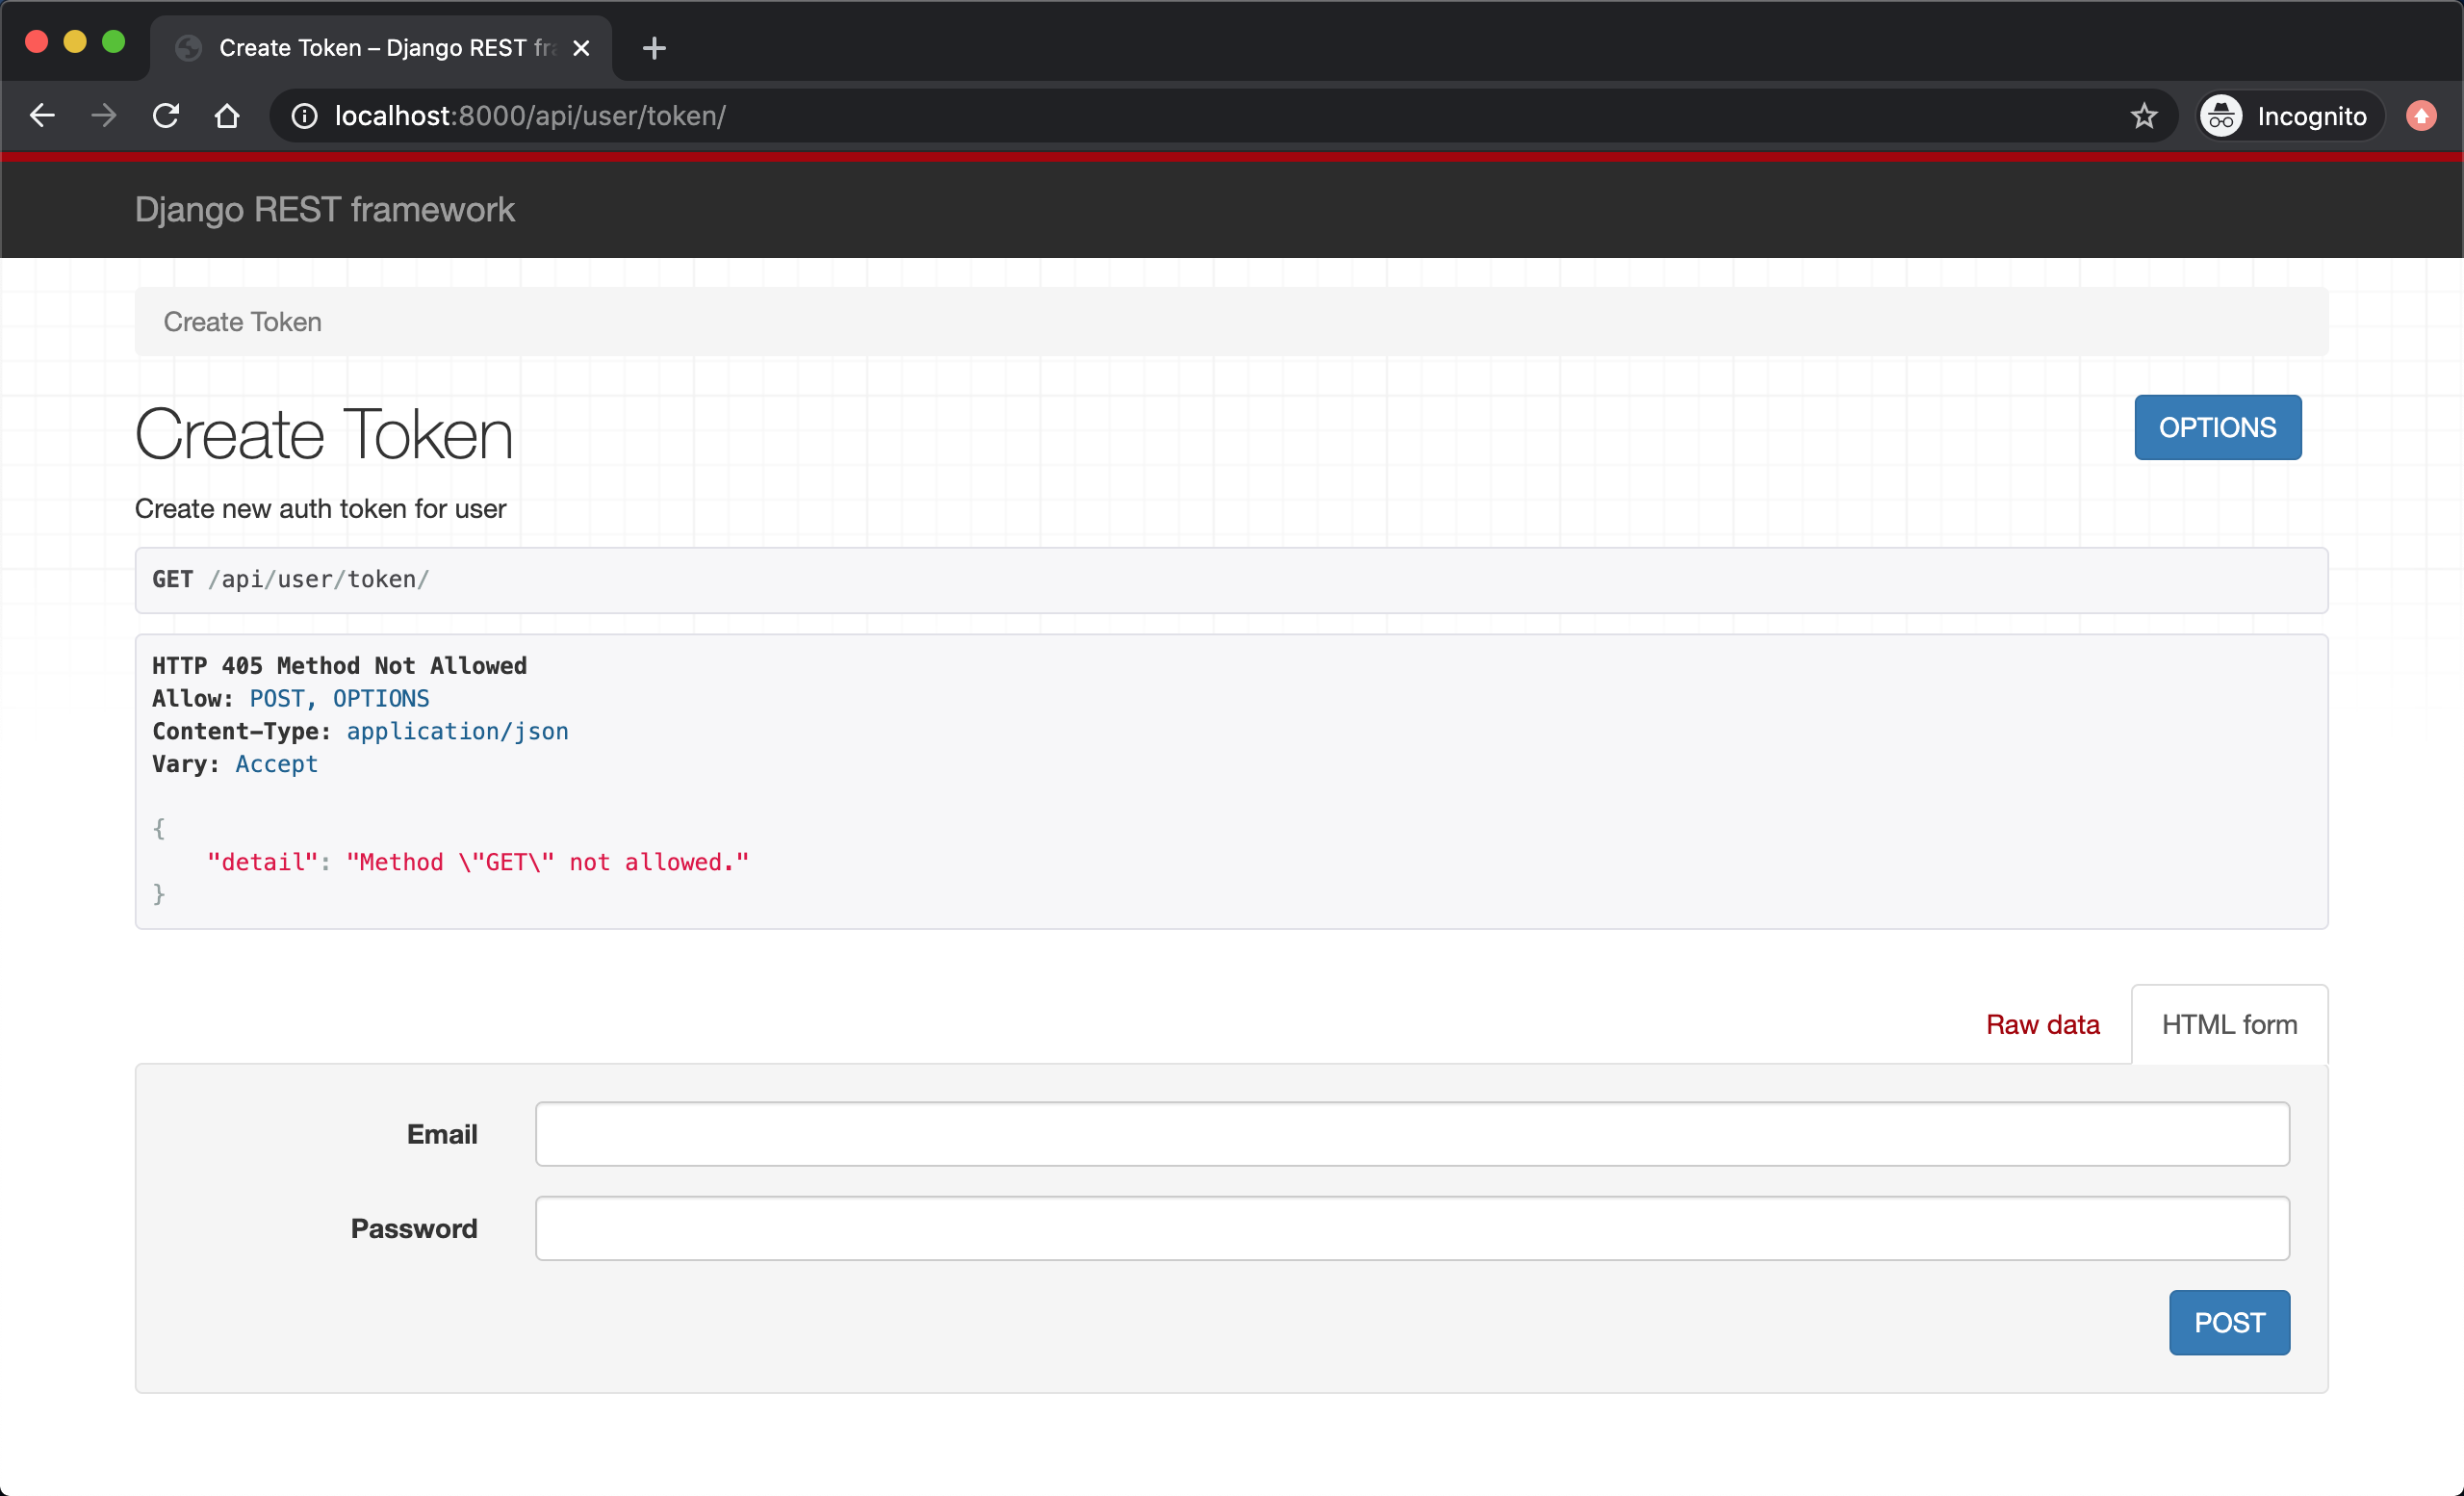 Create Token – Django REST fr
localhost:8000/api/user/token/
Incognito
Django REST framework
Create Token
Create Token
OPTIONS
Create new auth token for user
GET /api/user/token/
HTTP 405 Method Not Allowed
Allow: POST, OPTIONS
Content-Type: application/json
Vary: Accept
{
"detail": "Method \"GET\" not allowed."
}
Raw data
HTML form
Email
Password
POST